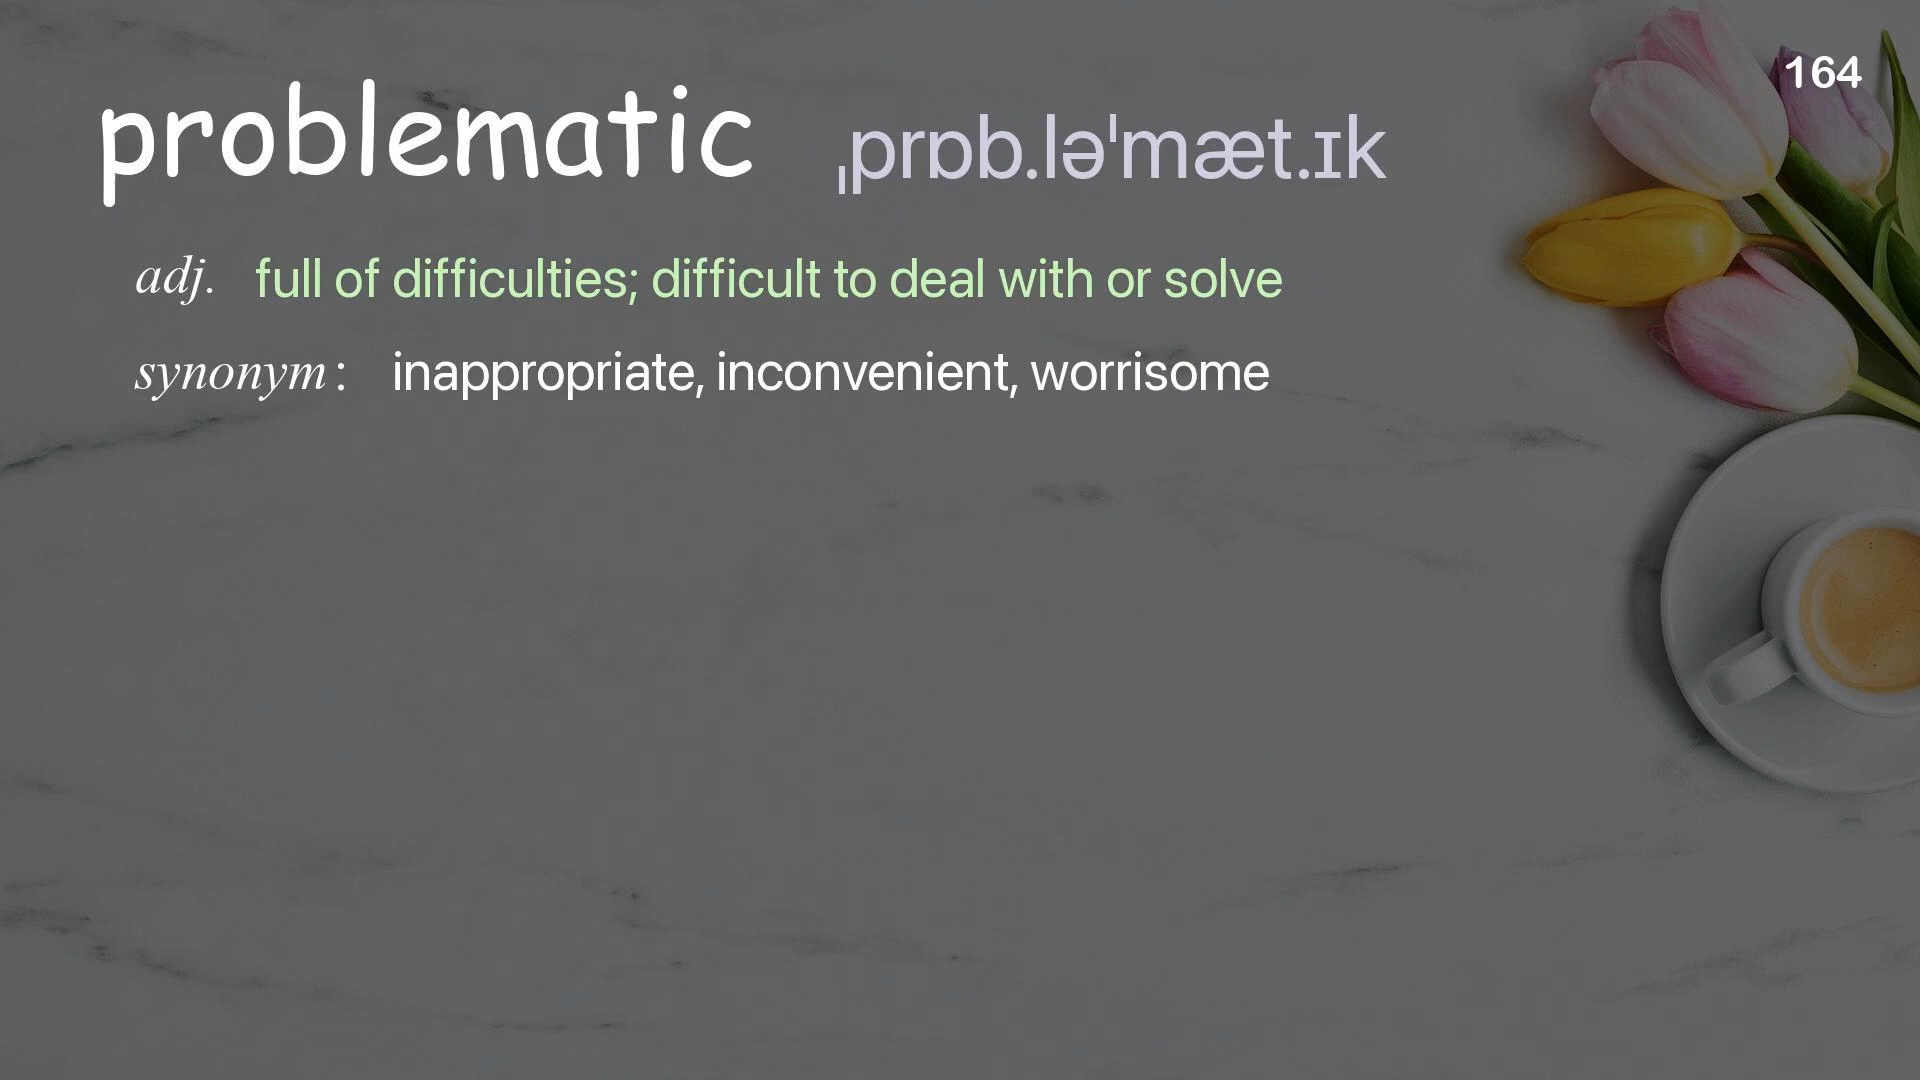 164
problematic ˌprɒb.ləˈmæt.ɪk
adj. full of difficulties; difficult to deal with or solve
synonym: inappropriate, inconvenient, worrisome